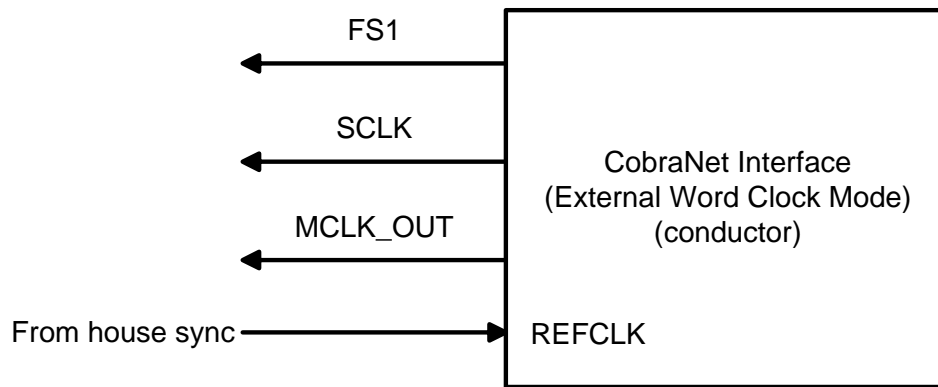 FS1
SCLK
MCLK_OUT
CobraNet Interface
(External Word Clock Mode)
(conductor)
From house sync
REFCLK